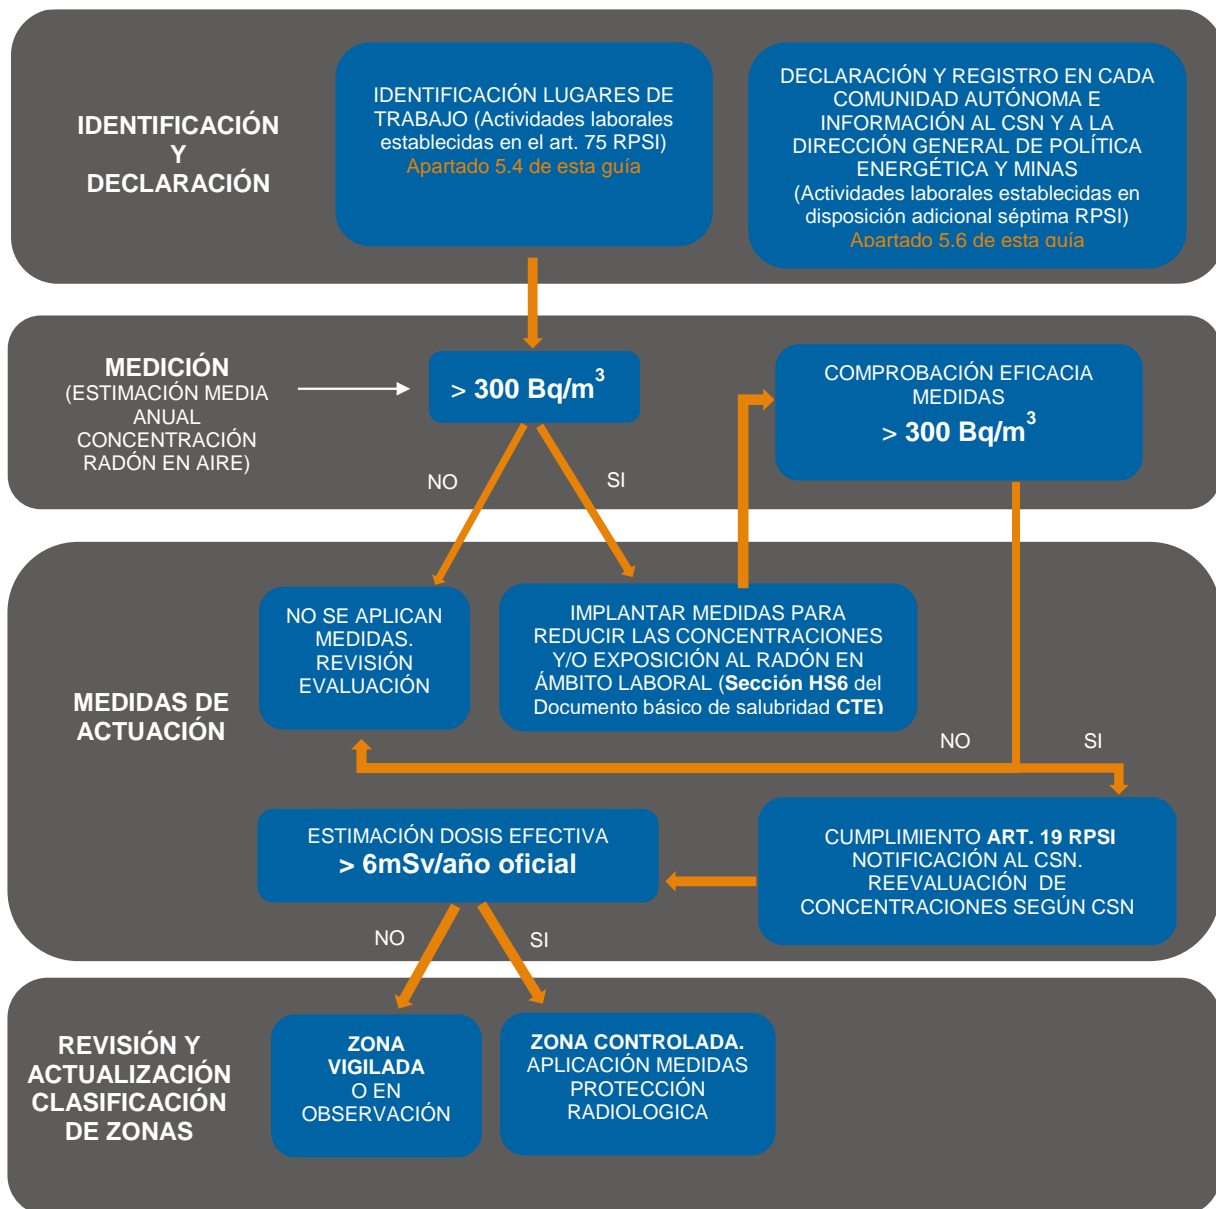 IDENTIFICACIÓN
Y
DECLARACIÓN
IDENTIFICACIÓN LUGARES DE
TRABAJO (Actividades laborales
establecidas en el art. 75 RPSI)
Apartado 5.4 de esta guía
DECLARACIÓN Y REGISTRO EN CADA
COMUNIDAD AUTÓNOMA E
INFORMACIÓN AL CSN Y A LA
DIRECCIÓN GENERAL DE POLÍTICA
ENERGÉTICA Y MINAS
(Actividades laborales establecidas en
disposición adicional séptima RPSI)
Apartado 5.6 de esta guía
MEDICIÓN
(ESTIMACIÓN MEDIA
ANUAL
CONCENTRACIÓN
RADÓN EN AIRE)
> 300 Bq/m³
COMPROBACIÓN EFICACIA
MEDIDAS
> 300 Bq/m³
NO
SI
MEDIDAS DE
ACTUACIÓN
NO SE APLICAN
MEDIDAS.
REVISIÓN
EVALUACIÓN
IMPLANTAR MEDIDAS PARA
REDUCIR LAS CONCENTRACIONES
Y/O EXPOSICIÓN AL RADÓN EN
ÁMBITO LABORAL (Sección HS6 del
Documento básico de salubridad CTE)
NO
SI
ESTIMACIÓN DOSIS EFECTIVA
> 6mSv/año oficial
CUMPLIMIENTO ART. 19 RPSI
NOTIFICACIÓN AL CSN.
REEVALUACIÓN DE
CONCENTRACIONES SEGÚN CSN
NO
SI
REVISIÓN Y
ACTUALIZACIÓN
CLASIFICACIÓN
DE ZONAS
ZONA
VIGILADA
O EN
OBSERVACIÓN
ZONA CONTROLADA.
APLICACIÓN MEDIDAS
PROTECCIÓN
RADIOLOGICA